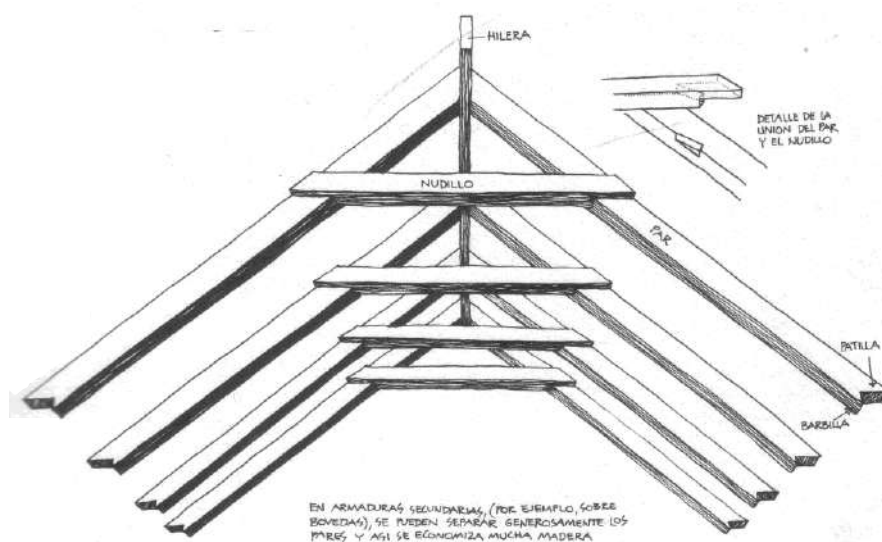 HILERA
DETALLE DE LA
UNION DEL PAR
Y EL NUDILLO
NUDILLO
PAR
PATILLA
BARBILLA
EN ARMADURAS SECUNDARIAS, (POR EJEMPLO, SOBRE
BOVEDAS), SE PUEDEN SEPARAR GENEROSAMENTE LOS
PARES Y ASI SE ECONOMIZA MUCHA MADERA